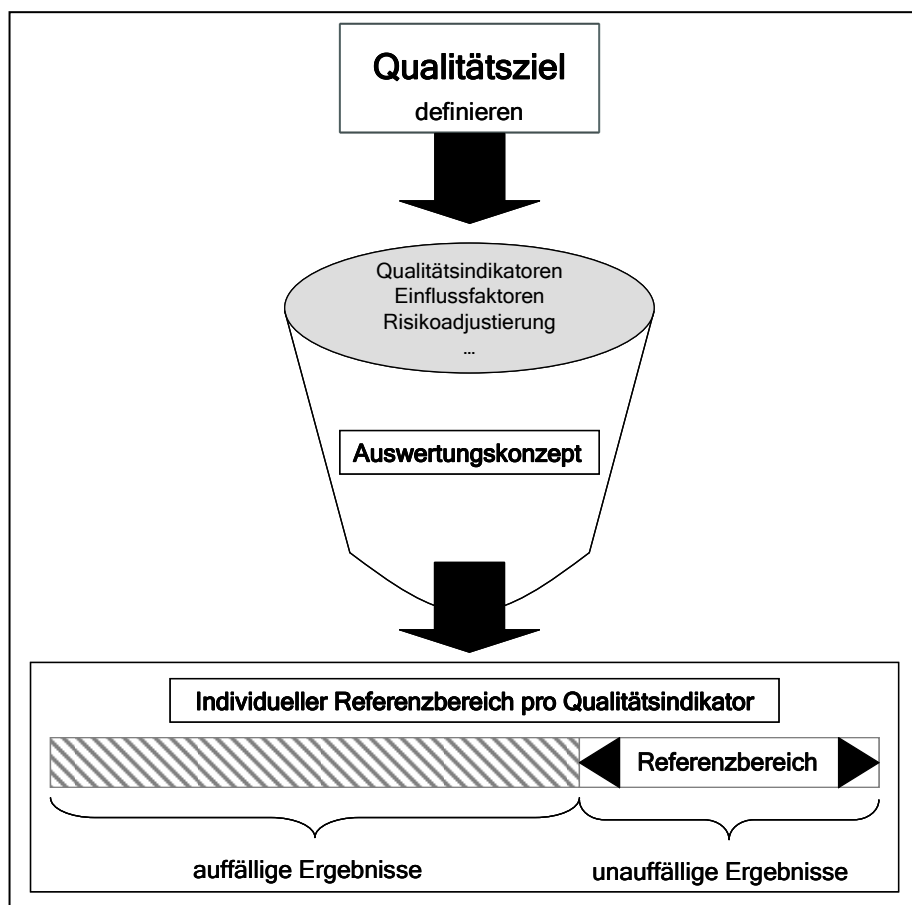 Qualitätsziel
definieren
Qualitätsindikatoren
Einflussfaktoren
Risikoadjustierung
...
Auswertungskonzept
Individueller Referenzbereich pro Qualitätsindikator
Referenzbereich
auffällige Ergebnisse
unauffällige Ergebnisse